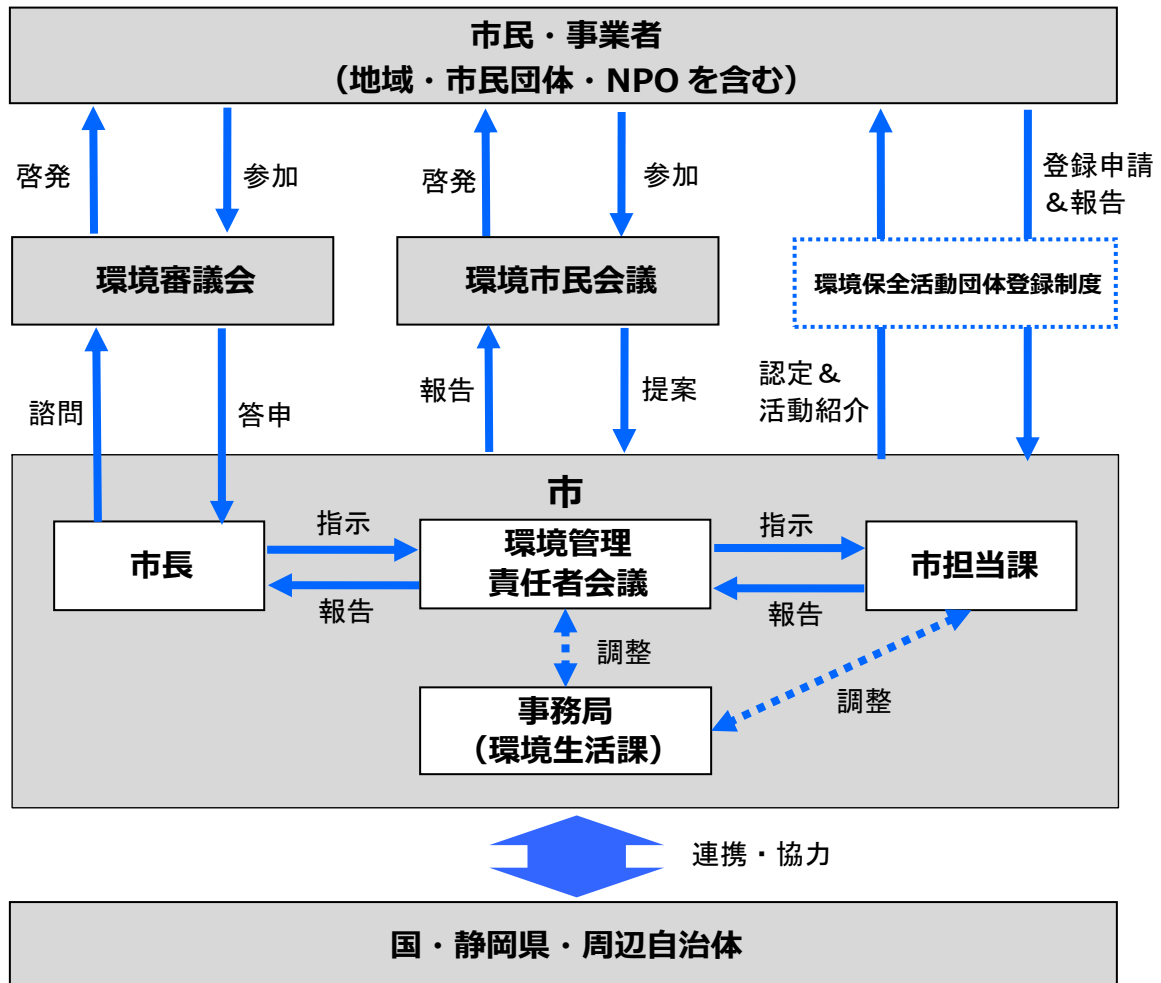 市民・事業者
（地域・市民団体・NPO を含む）
啓発
参加
啓発
参加
登録申請
＆報告
環境審議会
環境市民会議
環境保全活動団体登録制度
諮問
答申
報告
提案
認定＆
活動紹介
市
市長
指示
報告
環境管理
責任者会議
指示
報告
市担当課
調整
調整
事務局
（環境生活課）
連携・協力
国・静岡県・周辺自治体